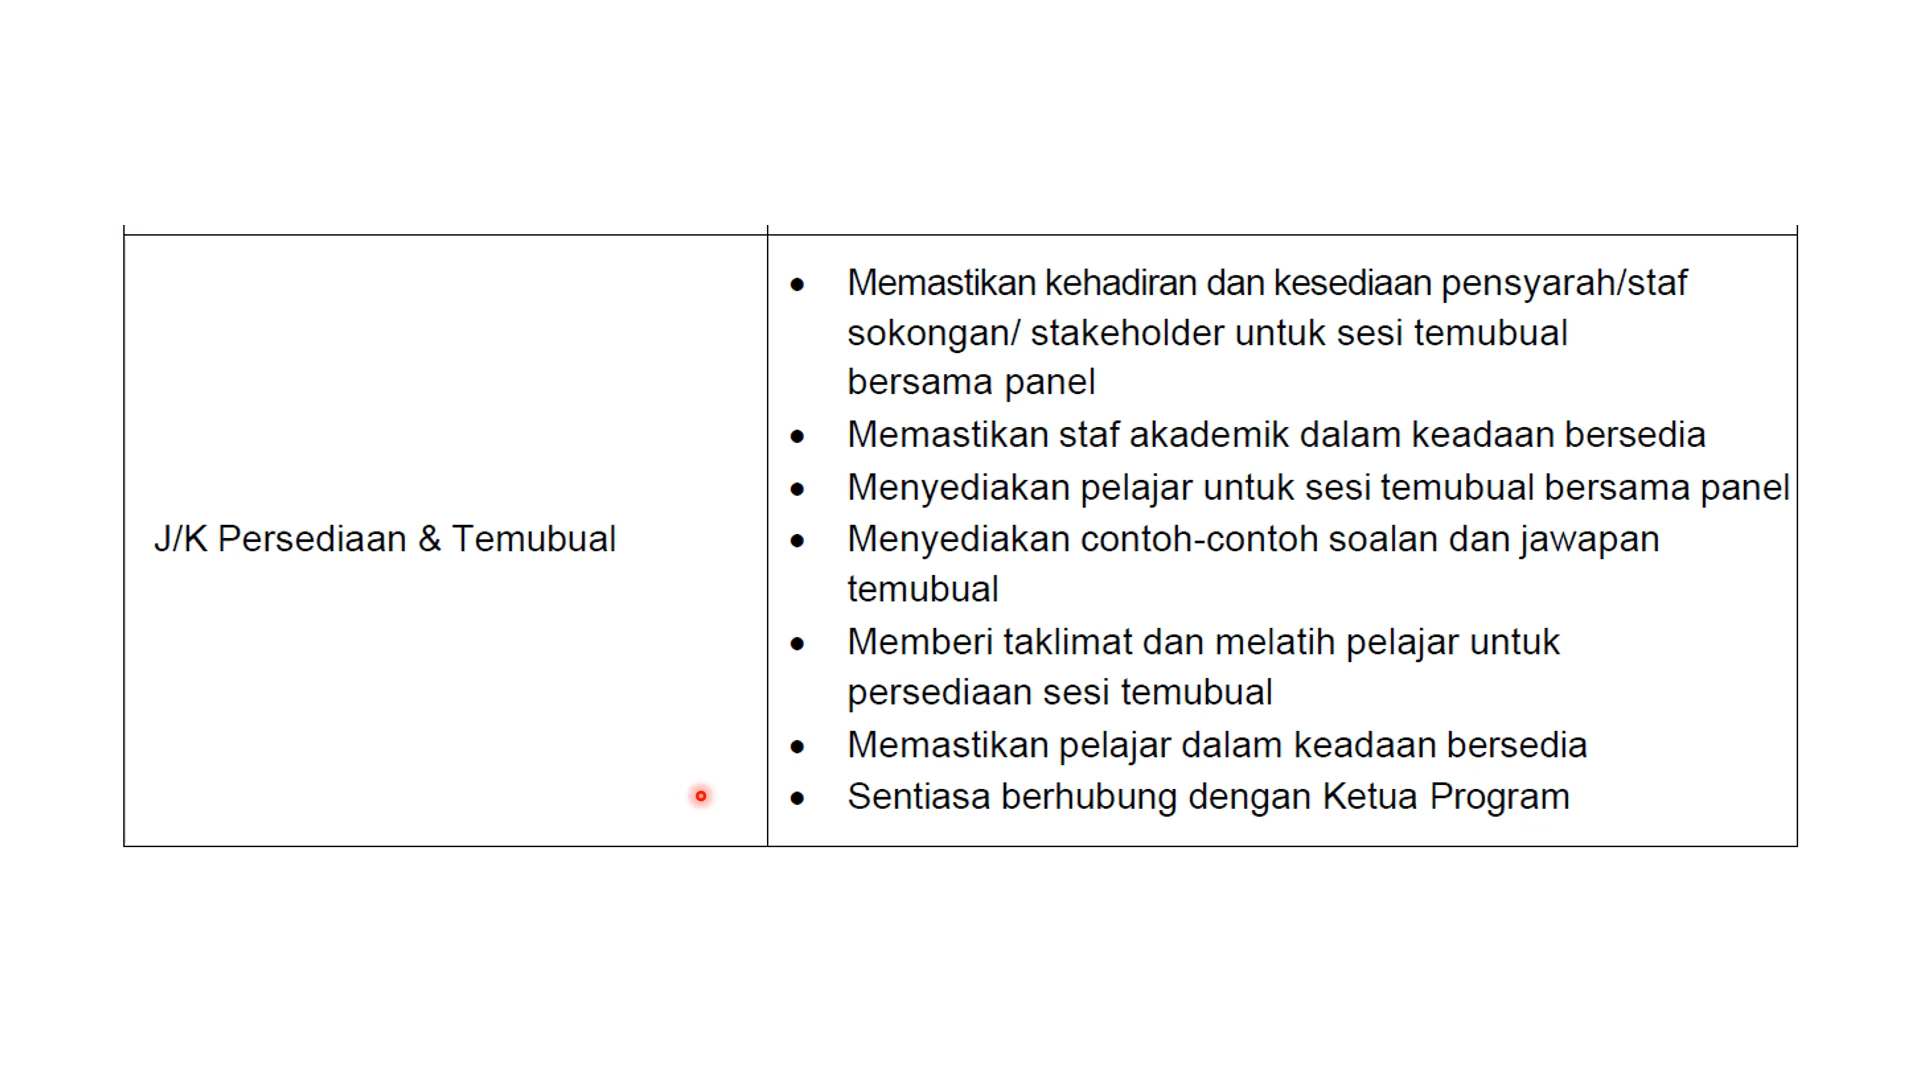 J/K Persediaan & Temubual
• Memastikan kehadiran dan kesediaan pensyarah/staf
sokongan/ stakeholder untuk sesi temubual
bersama panel
• Memastikan staf akademik dalam keadaan bersedia
• Menyediakan pelajar untuk sesi temubual bersama panel
• Menyediakan contoh-contoh soalan dan jawapan
temubual
• Memberi taklimat dan melatih pelajar untuk
persediaan sesi temubual
• Memastikan pelajar dalam keadaan bersedia
• Sentiasa berhubung dengan Ketua Program